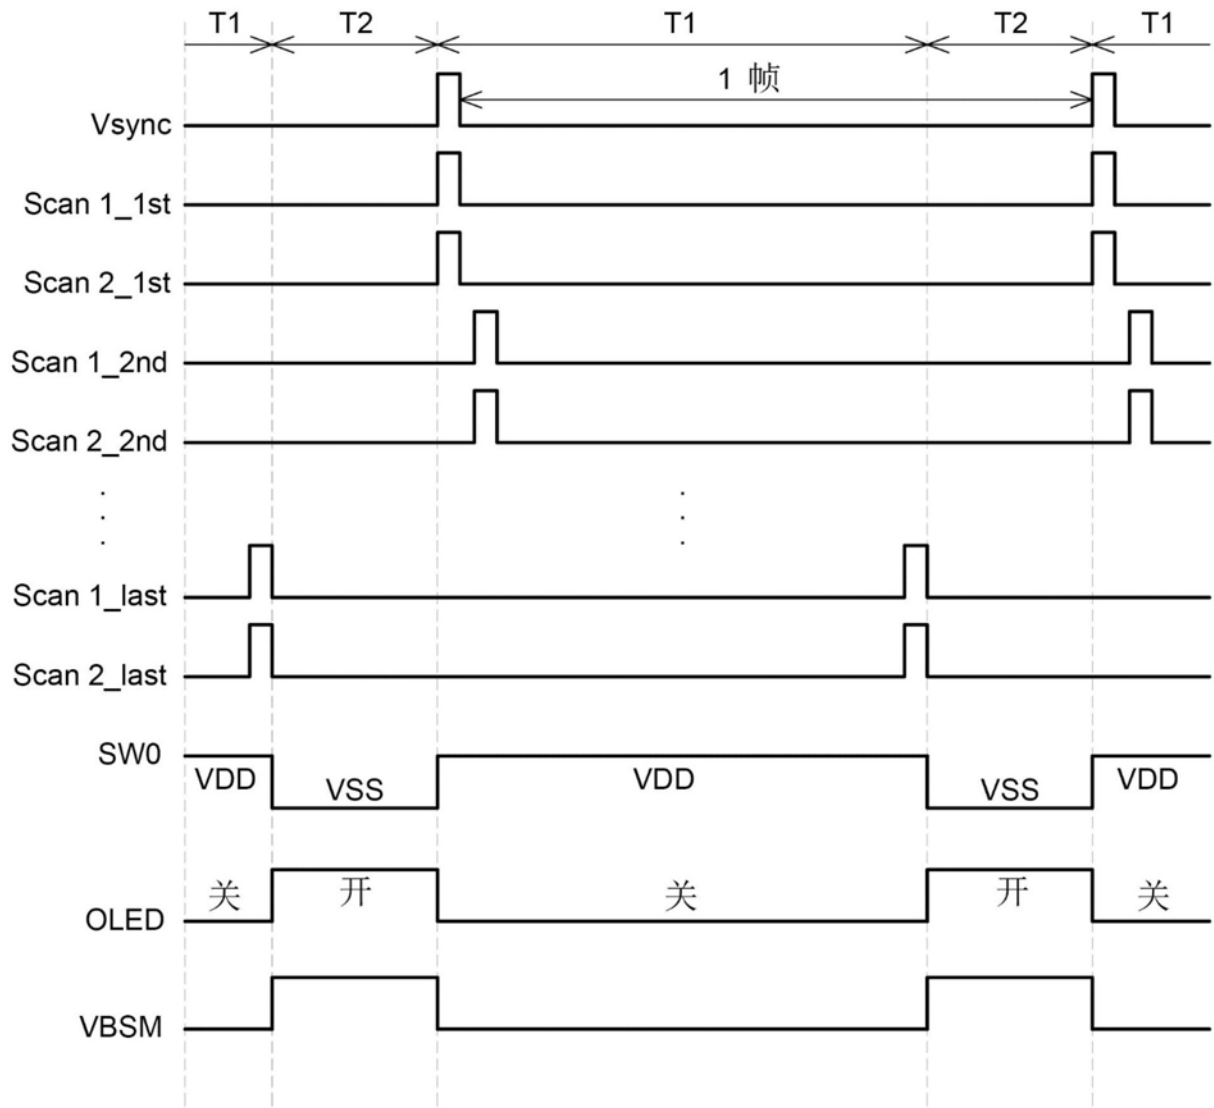 T1 T2 T1 T2 T1
1 帧
Vsync
Scan 1_1st
Scan 2_1st
Scan 1_2nd
Scan 2_2nd
Scan 1_last
Scan 2_last
SW0
VDD VSS VDD VSS VDD
关 开 关 开 关
OLED
VBSM